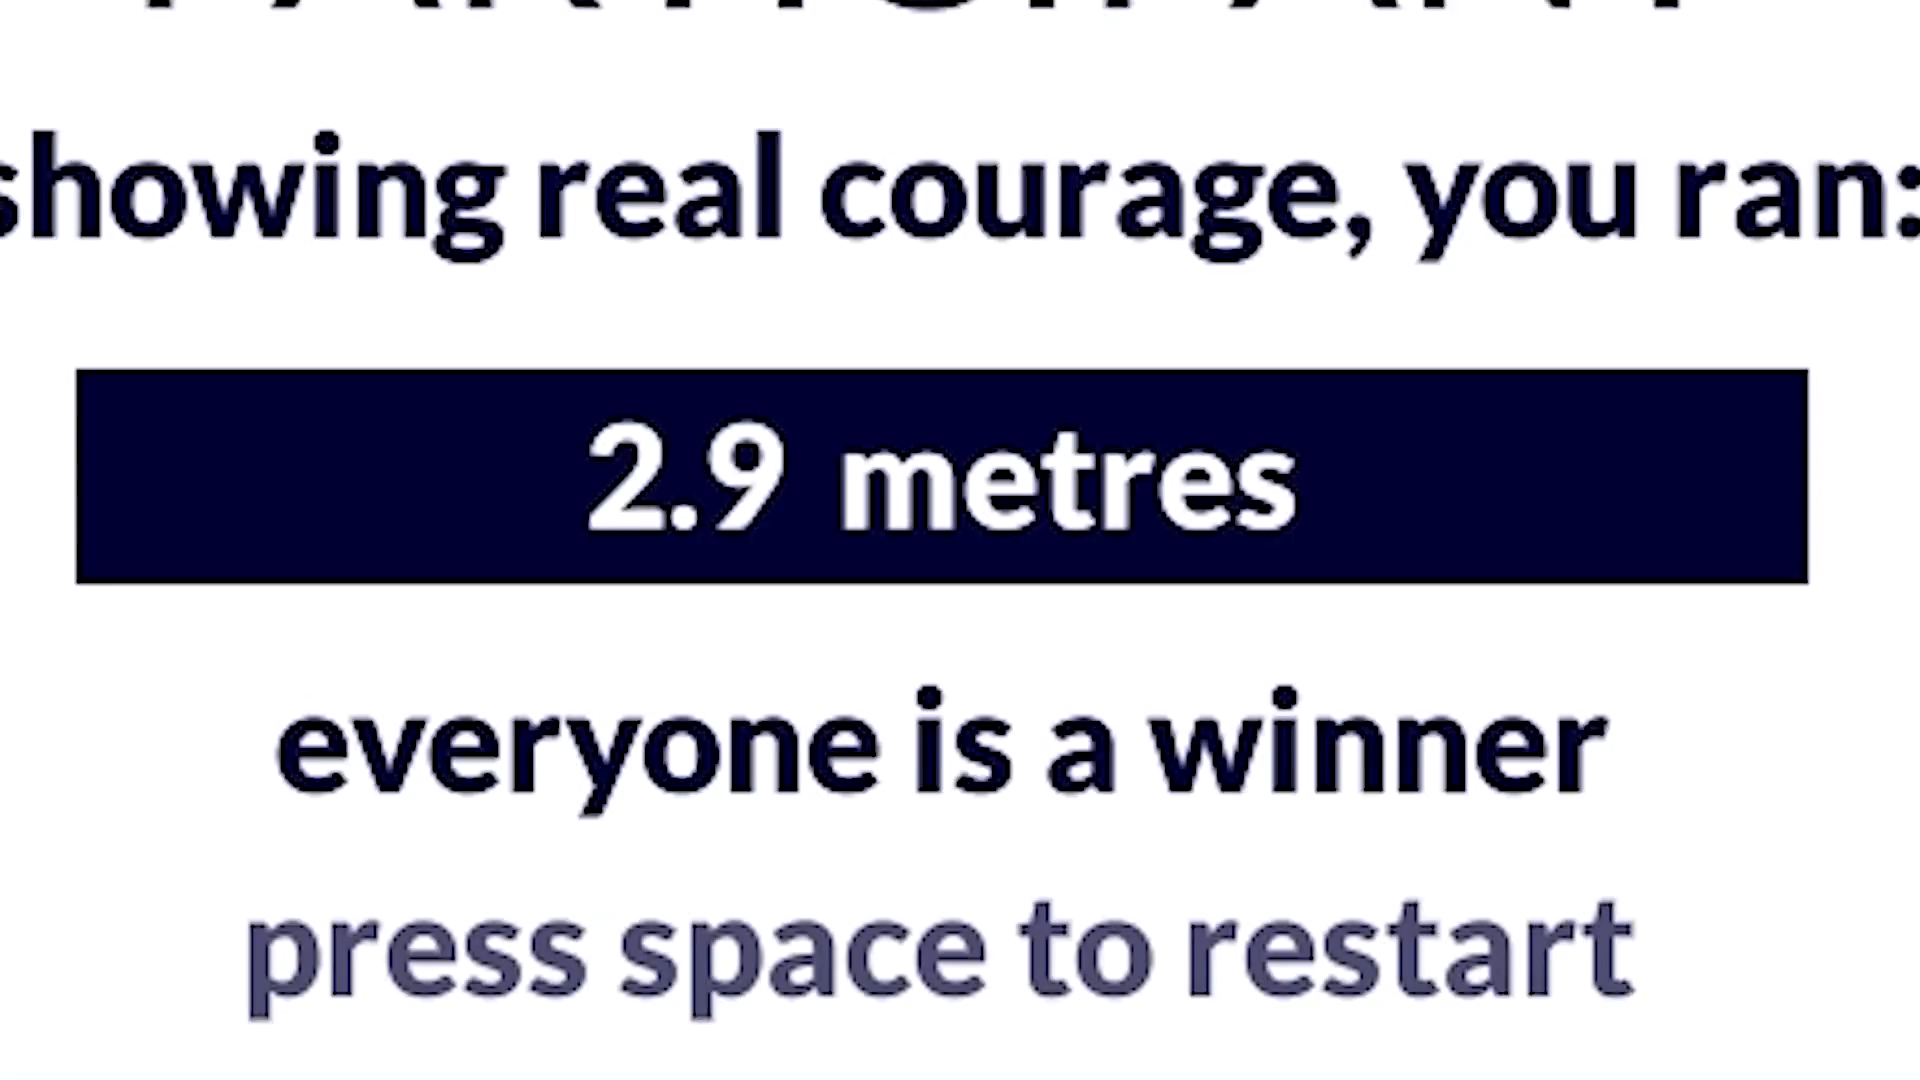 showing real courage, you ran:
2.9 metres
everyone is a winner
press space to restart